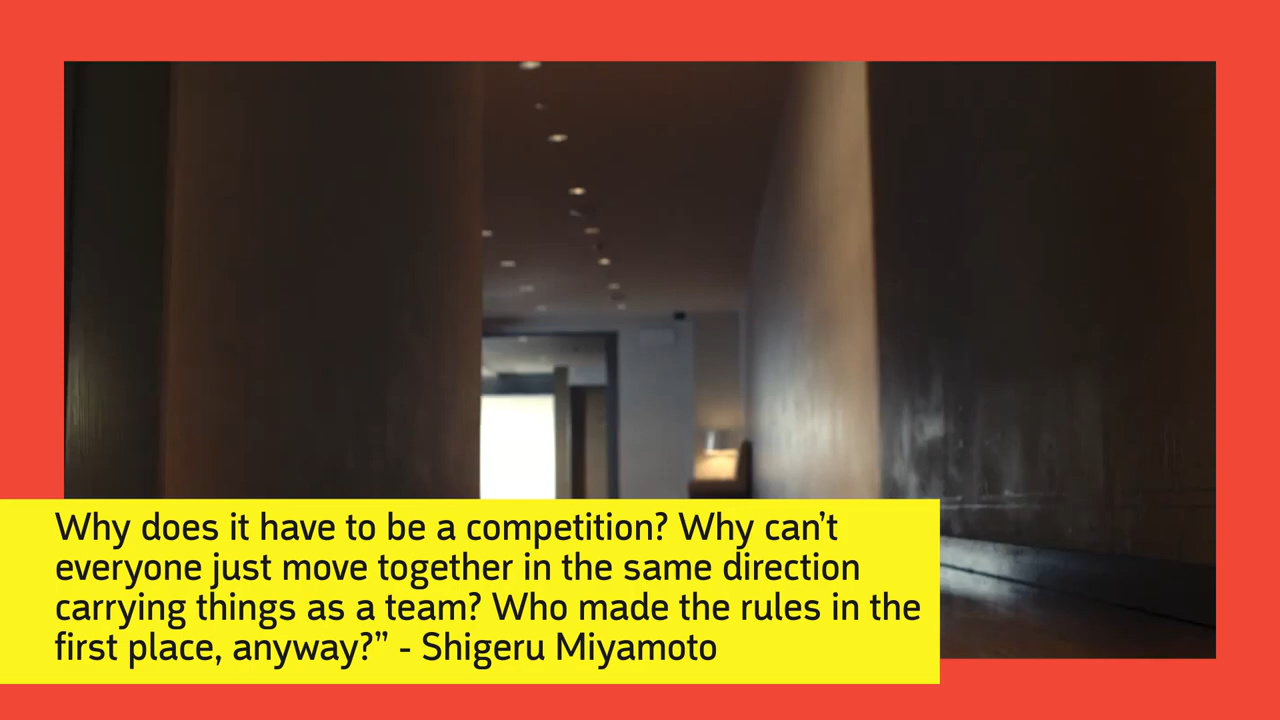 Why does it have to be a competition? Why can’t
everyone just move together in the same direction
carrying things as a team? Who made the rules in the
first place, anyway?” - Shigeru Miyamoto